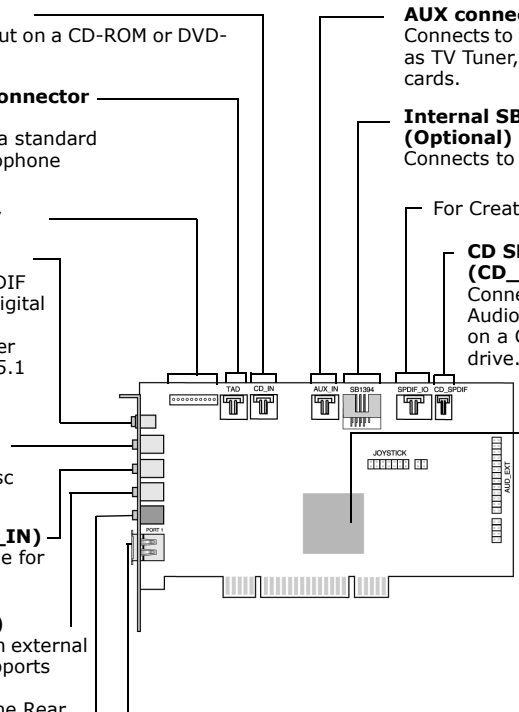 ut on a CD-ROM or DVD-
onnector
a standard
ophone
DIF
igital
er
5.1
sc
_IN)
e for
)
n external
pports
he Rear
AUX connec
Connects to
as TV Tuner,
cards.
Internal SB
(Optional)
Connects to
For Creat
CD SP
(CD_
Conne
Audio
on a C
drive.
TAD CD_IN AUX_IN SB1394 SPDIF_IO CD_SPDIF
JOYSTICK
AUD_EXT
PORT 1